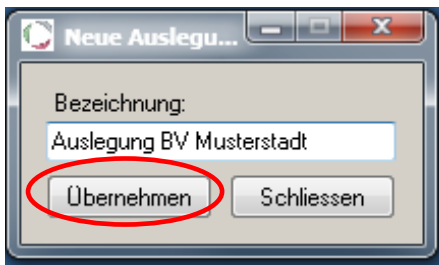 Neue Auslegu...
Bezeichnung:
Auslegung BV Musterstadt
Übernehmen Schliessen